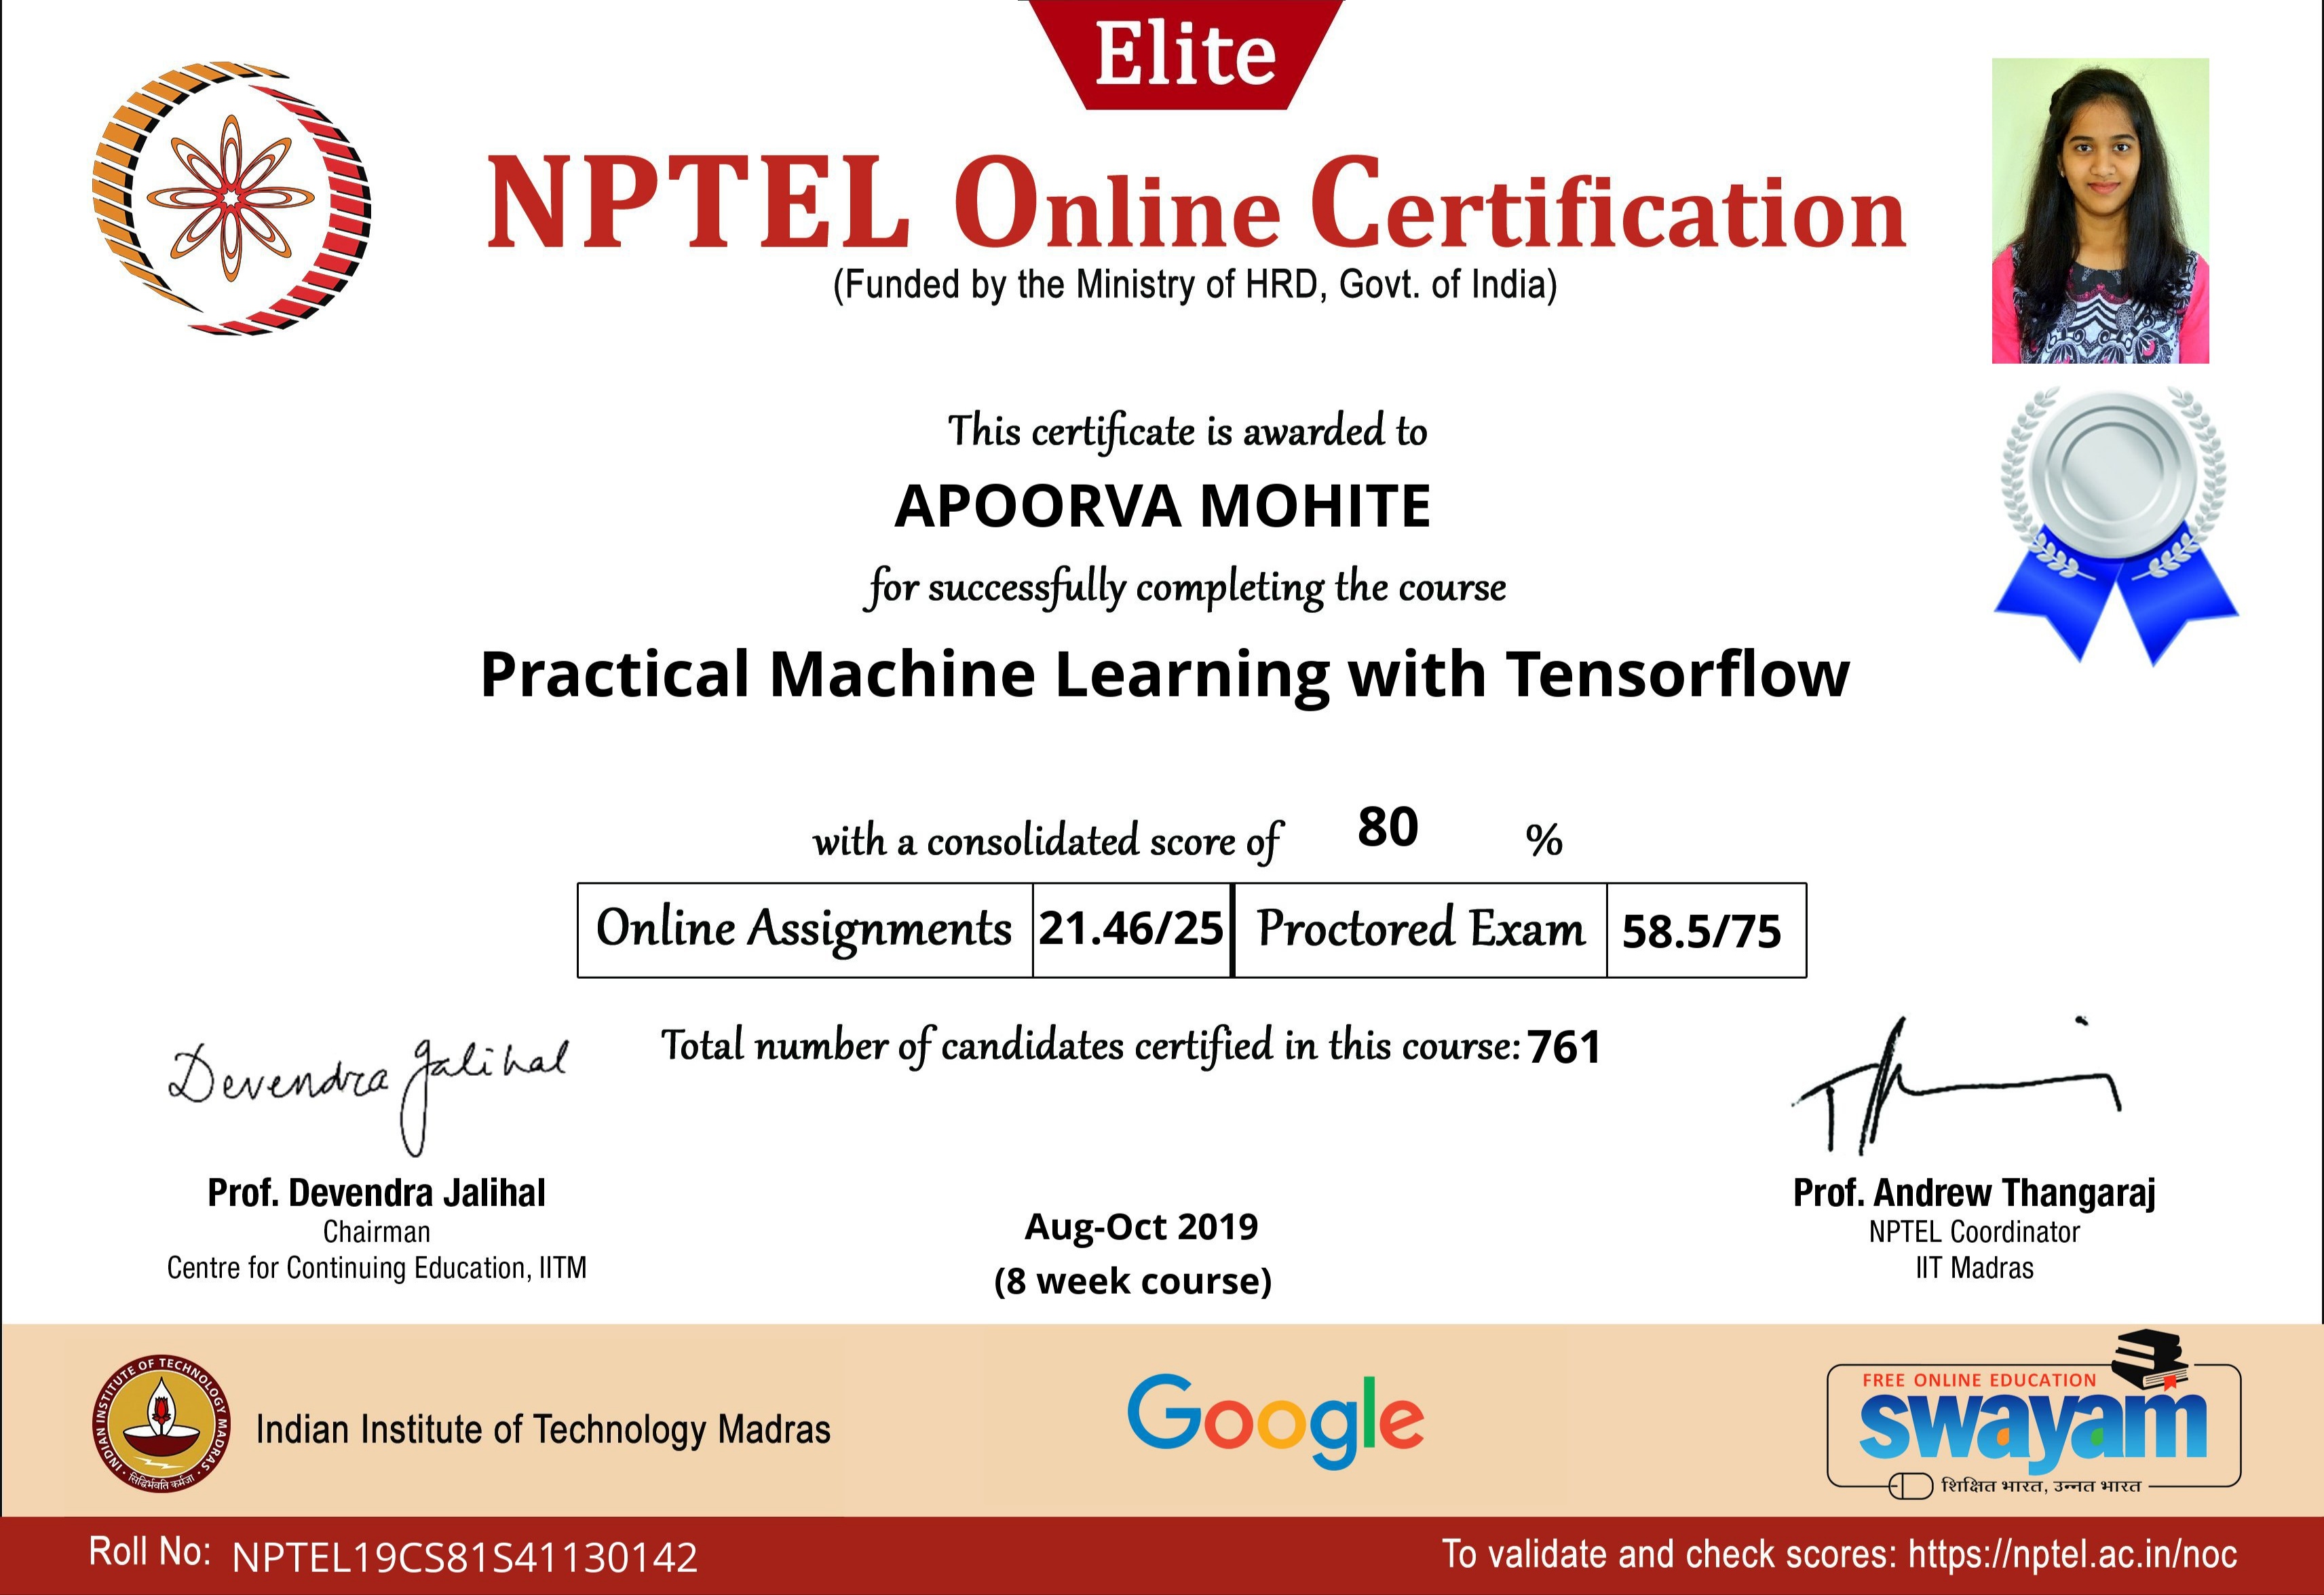 Elite
NPTEL Online Certification
(Funded by the Ministry of HRD, Govt. of India)
This certificate is awarded to
APOORVA MOHITE
for successfully completing the course
Practical Machine Learning with Tensorflow
with a consolidated score of 80 %
Online Assignments 21.46/25 Proctored Exam 58.5/75
Total number of candidates certified in this course: 761
Devendra Jalihal
Prof. Devendra Jalihal
Chairman
Centre for Continuing Education, IITM
Aug-Oct 2019
(8 week course)
Prof. Andrew Thangaraj
NPTEL Coordinator
IIT Madras
INDIAN INSTITUTE OF TECHNOLOGY MADRAS
सिद्धिर्भवति कर्मजा
Indian Institute of Technology Madras
Google
FREE ONLINE EDUCATION
swayam
शिक्षित भारत, उन्नत भारत
Roll No: NPTEL19CS81S41130142
To validate and check scores: https://nptel.ac.in/noc